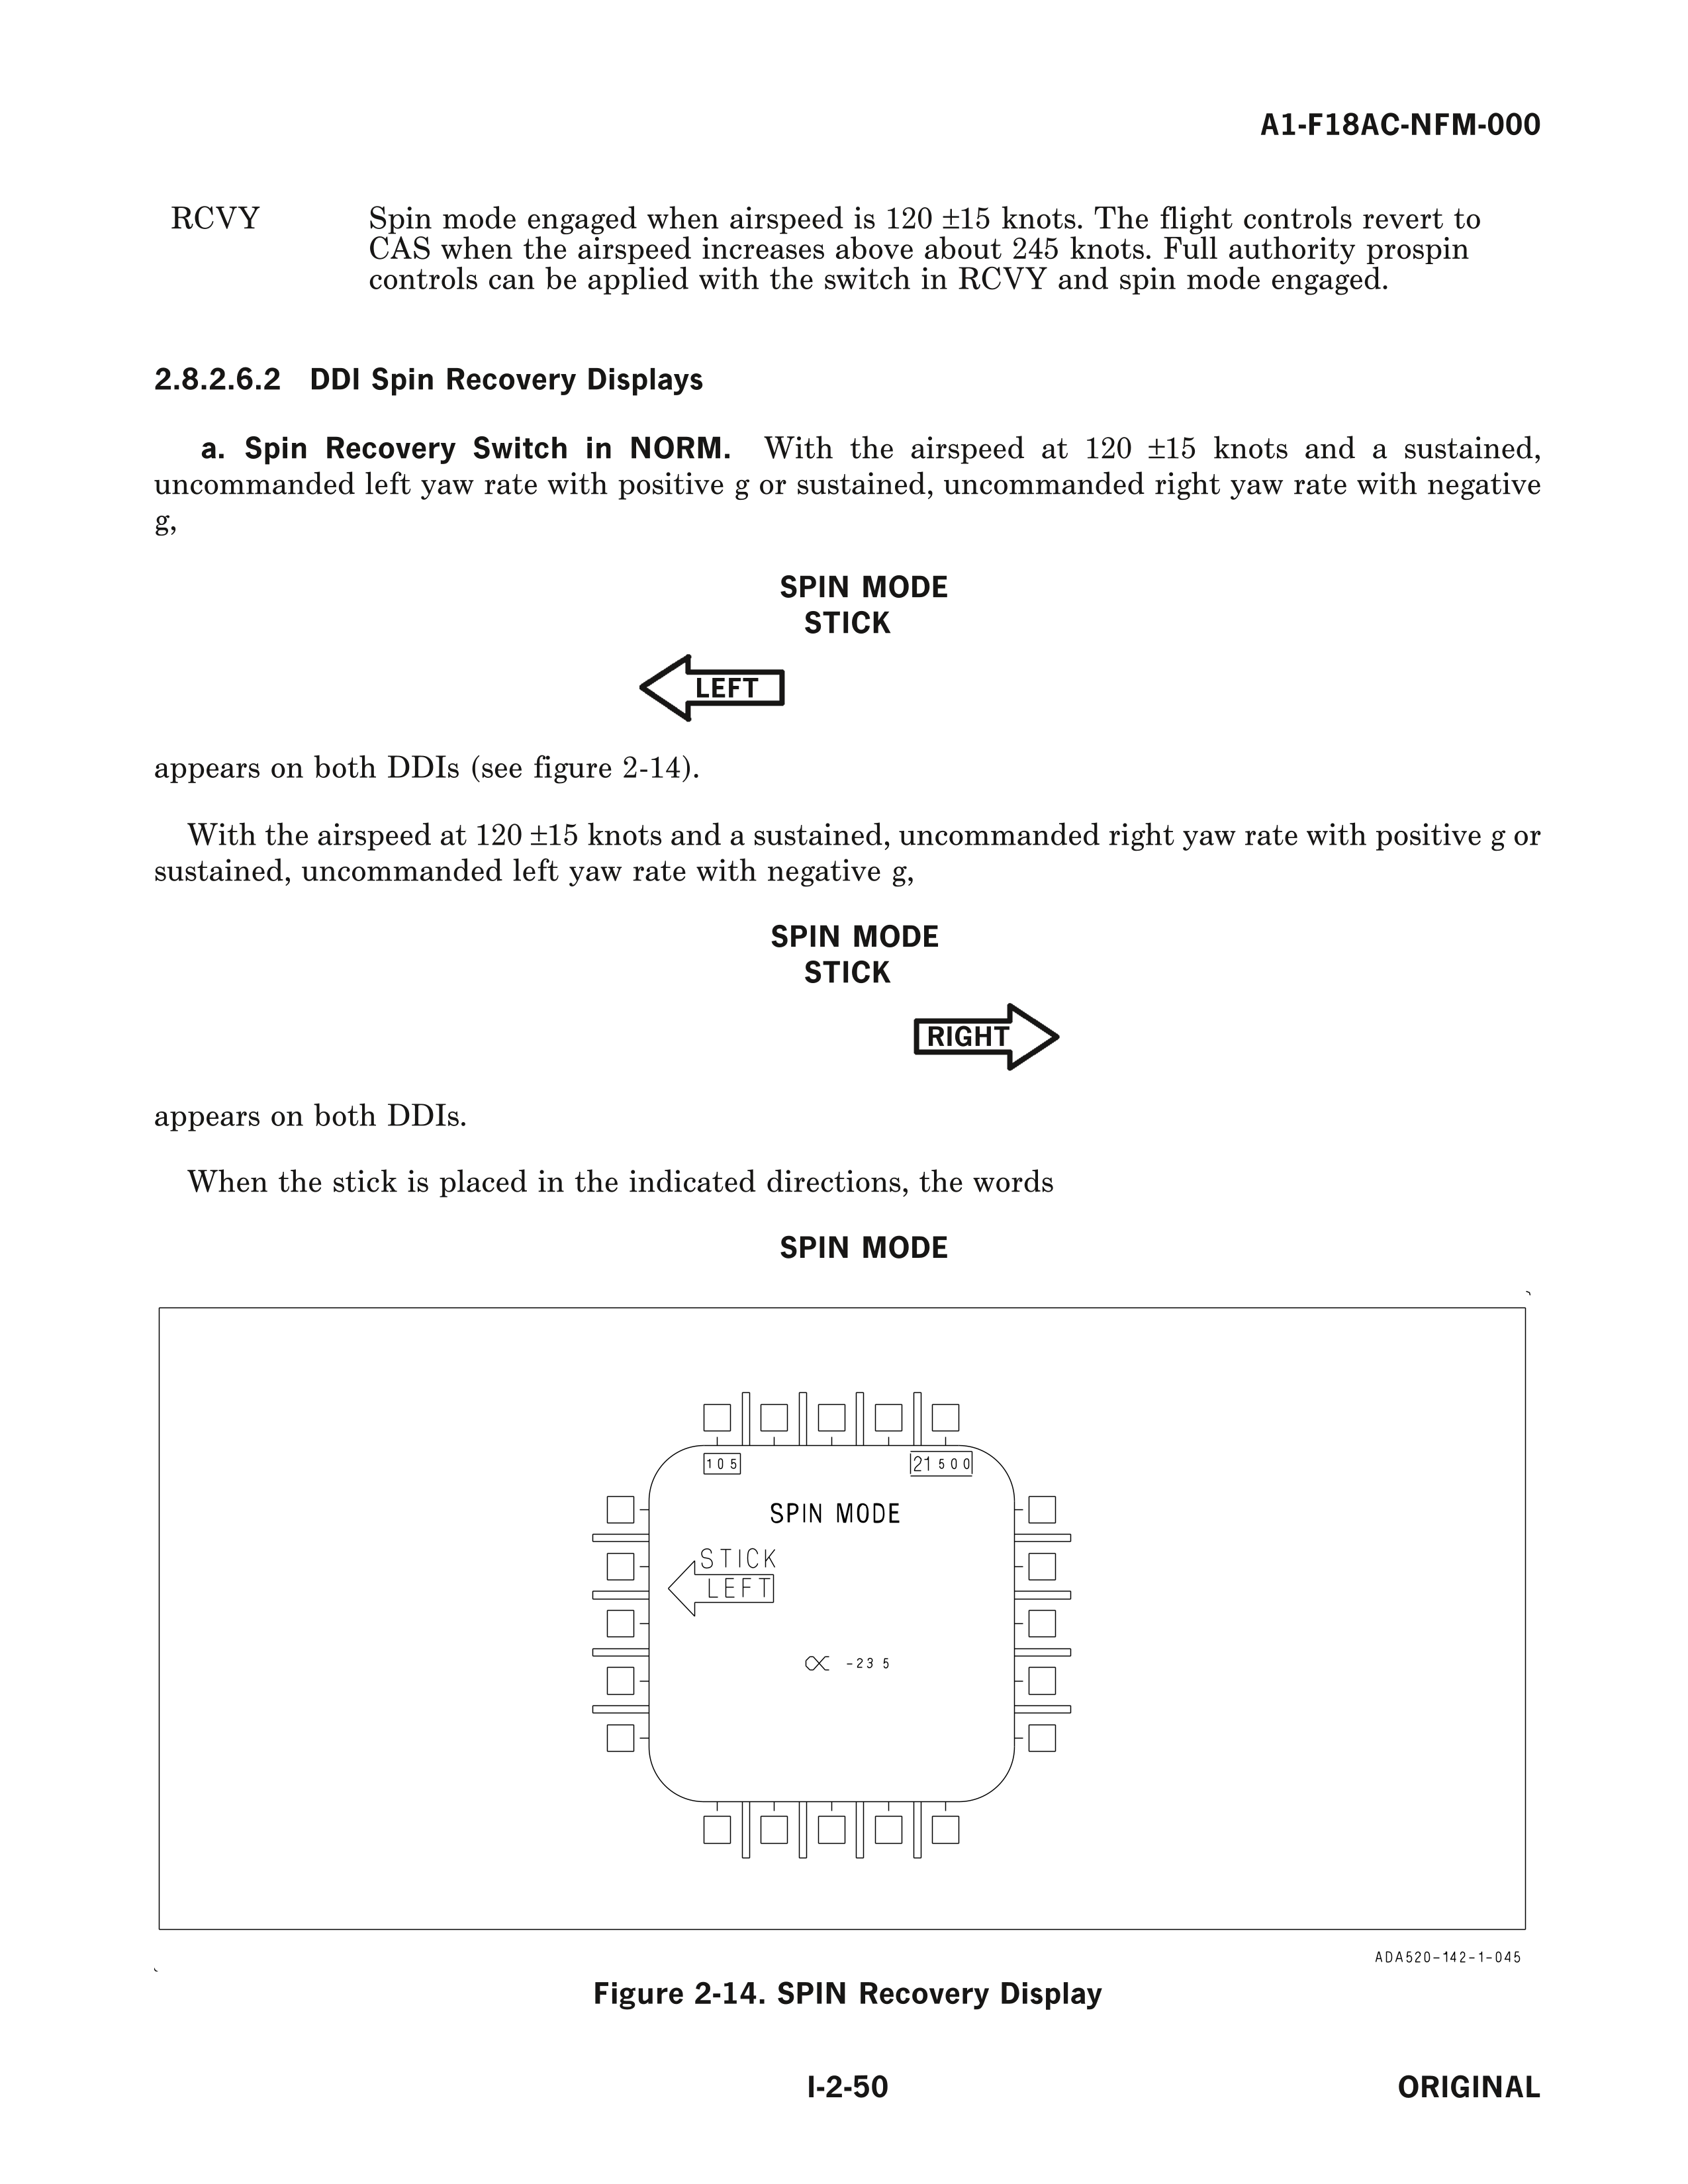 A1-F18AC-NFM-000
RCVY Spin mode engaged when airspeed is 120 ±15 knots. The flight controls revert to
CAS when the airspeed increases above about 245 knots. Full authority prospin
controls can be applied with the switch in RCVY and spin mode engaged.
2.8.2.6.2 DDI Spin Recovery Displays
a. Spin Recovery Switch in NORM. With the airspeed at 120 ±15 knots and a sustained,
uncommanded left yaw rate with positive g or sustained, uncommanded right yaw rate with negative
g,
SPIN MODE
STICK
LEFT
appears on both DDIs (see figure 2-14).
With the airspeed at 120 ±15 knots and a sustained, uncommanded right yaw rate with positive g or
sustained, uncommanded left yaw rate with negative g,
SPIN MODE
STICK
RIGHT
appears on both DDIs.
When the stick is placed in the indicated directions, the words
SPIN MODE
105 21500
SPIN MODE
STICK
LEFT
∝ -23 5
ADA520-142-1-045
Figure 2-14. SPIN Recovery Display
I-2-50 ORIGINAL